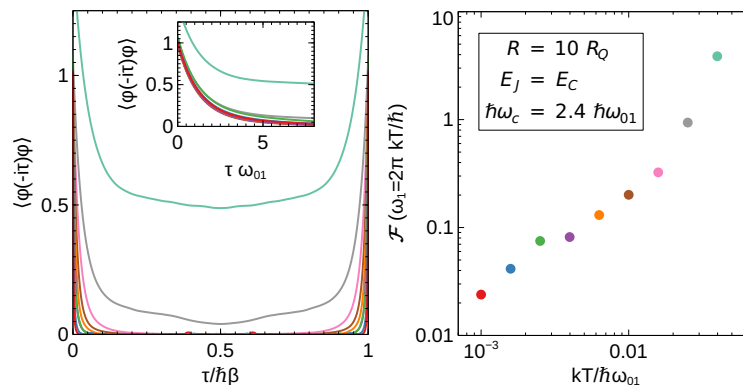 1
0.5
0
0
0.5
1
τ/ℏβ
⟨φ(-iτ)φ⟩
1
0.5
0
0
5
τ ω01
⟨φ(-iτ)φ⟩
10
1
0.1
0.01
10⁻³
0.01
kT/ℏω01
ℱ (ω1=2π kT/ℏ)
R = 10 RQ
EJ = EC
ℏωc = 2.4 ℏω01